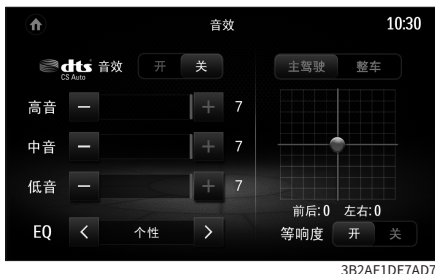 音效 10:30
dts 音效 开 关 主驾驶 整车
CS Auto
高音 − + 7
中音 − + 7
低音 − + 7
前后:0 左右:0
EQ < 个性 > 等响度 开 关
3B2AF1DF7AD7